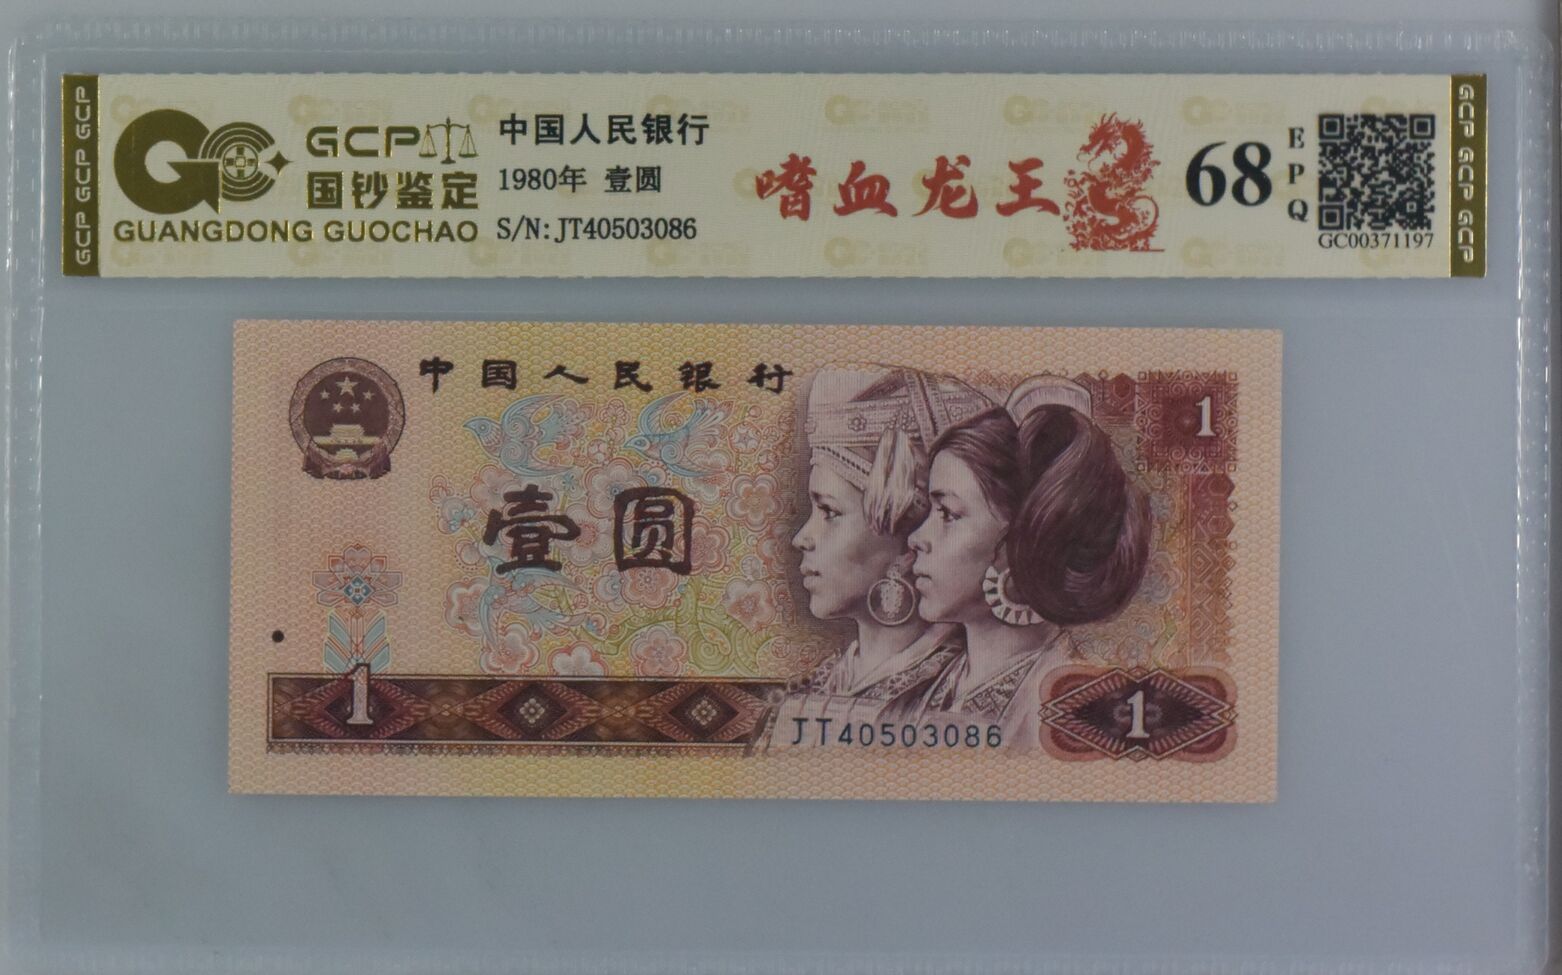 GCP GCP GCP
GCP
国钞鉴定
GUANGDONG GUOCHAO
中国人民银行
1980年 壹圆
S/N:JT40503086
嗜血龙王
68
EPQ
GC00371197
GCP GCP GCP
中国人民银行
1
壹圆
1
JT40503086
1